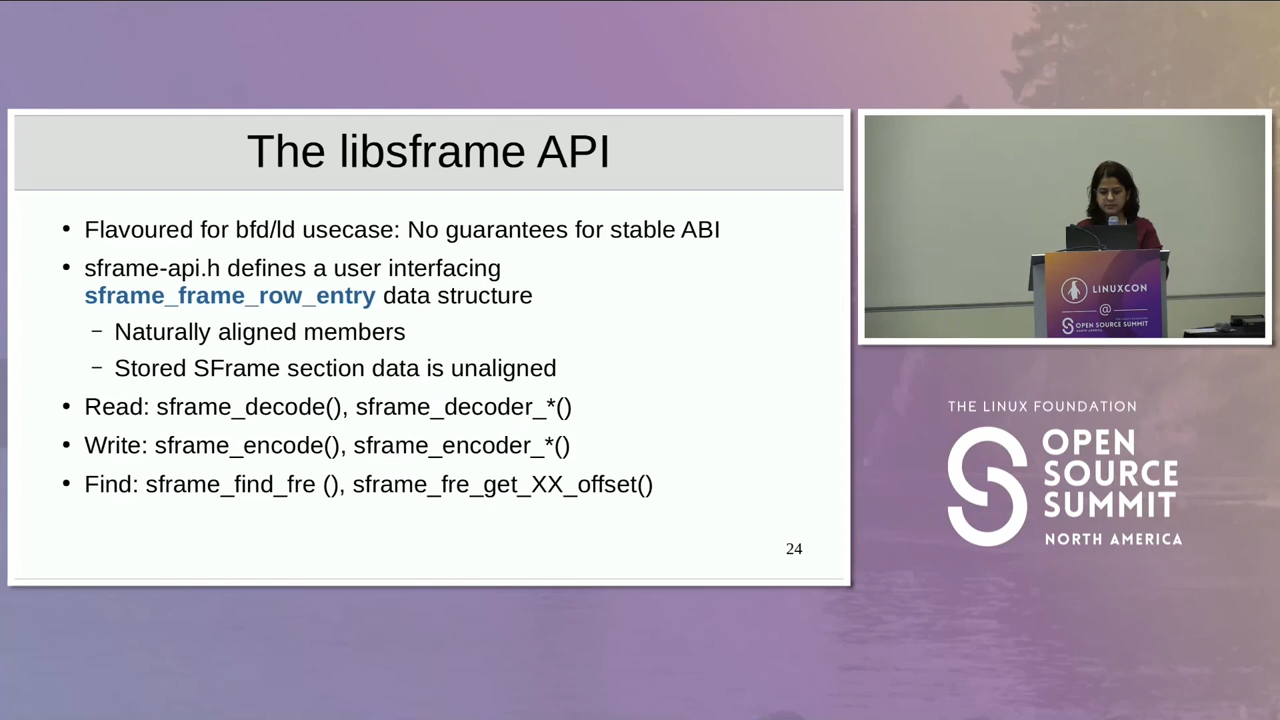 The libsframe API
• Flavoured for bfd/ld usecase: No guarantees for stable ABI
• sframe-api.h defines a user interfacing
sframe_frame_row_entry data structure
– Naturally aligned members
– Stored SFrame section data is unaligned
• Read: sframe_decode(), sframe_decoder_*()
• Write: sframe_encode(), sframe_encoder_*()
• Find: sframe_find_fre (), sframe_fre_get_XX_offset()
24
LINUXCON
@
OPEN SOURCE SUMMIT
THE LINUX FOUNDATION
OPEN
SOURCE
SUMMIT
NORTH AMERICA